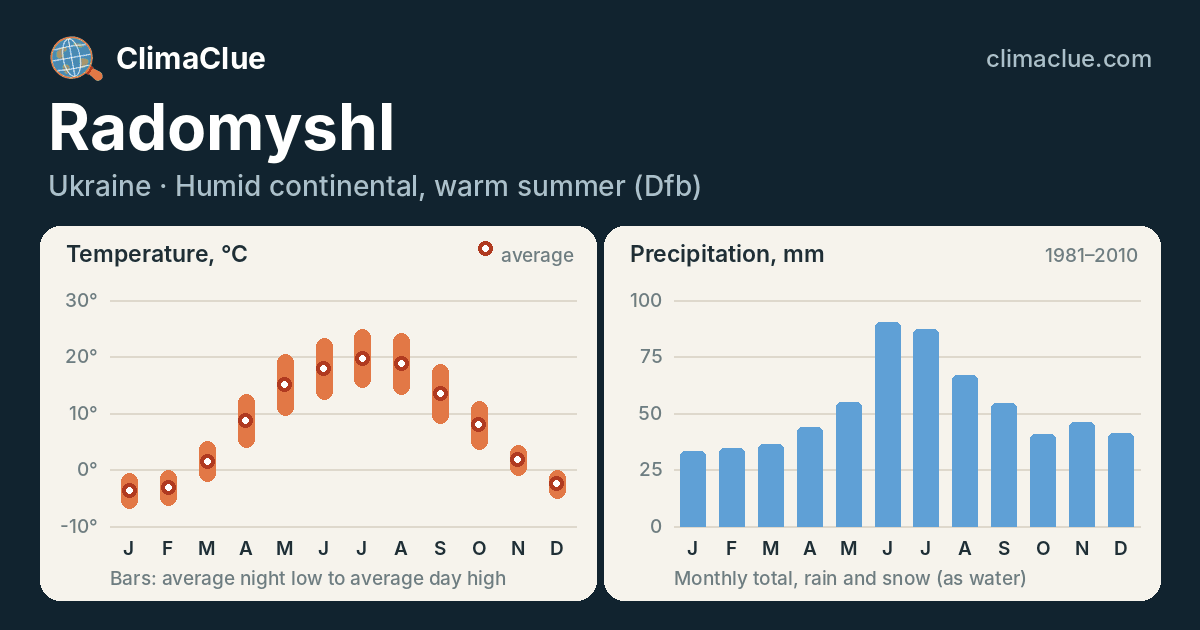 ClimaClue
climaclue.com
Radomyshl
Ukraine · Humid continental, warm summer (Dfb)
Temperature, °C
average
30°
20°
10°
0°
-10°
J F M A M J J A S O N D
Bars: average night low to average day high
Precipitation, mm
1981–2010
100
75
50
25
0
J F M A M J J A S O N D
Monthly total, rain and snow (as water)